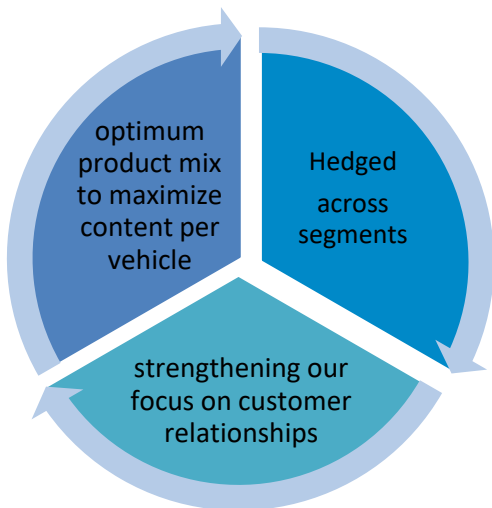 optimum
product mix
to maximize
content per
vehicle
Hedged
across
segments
strengthening our
focus on customer
relationships